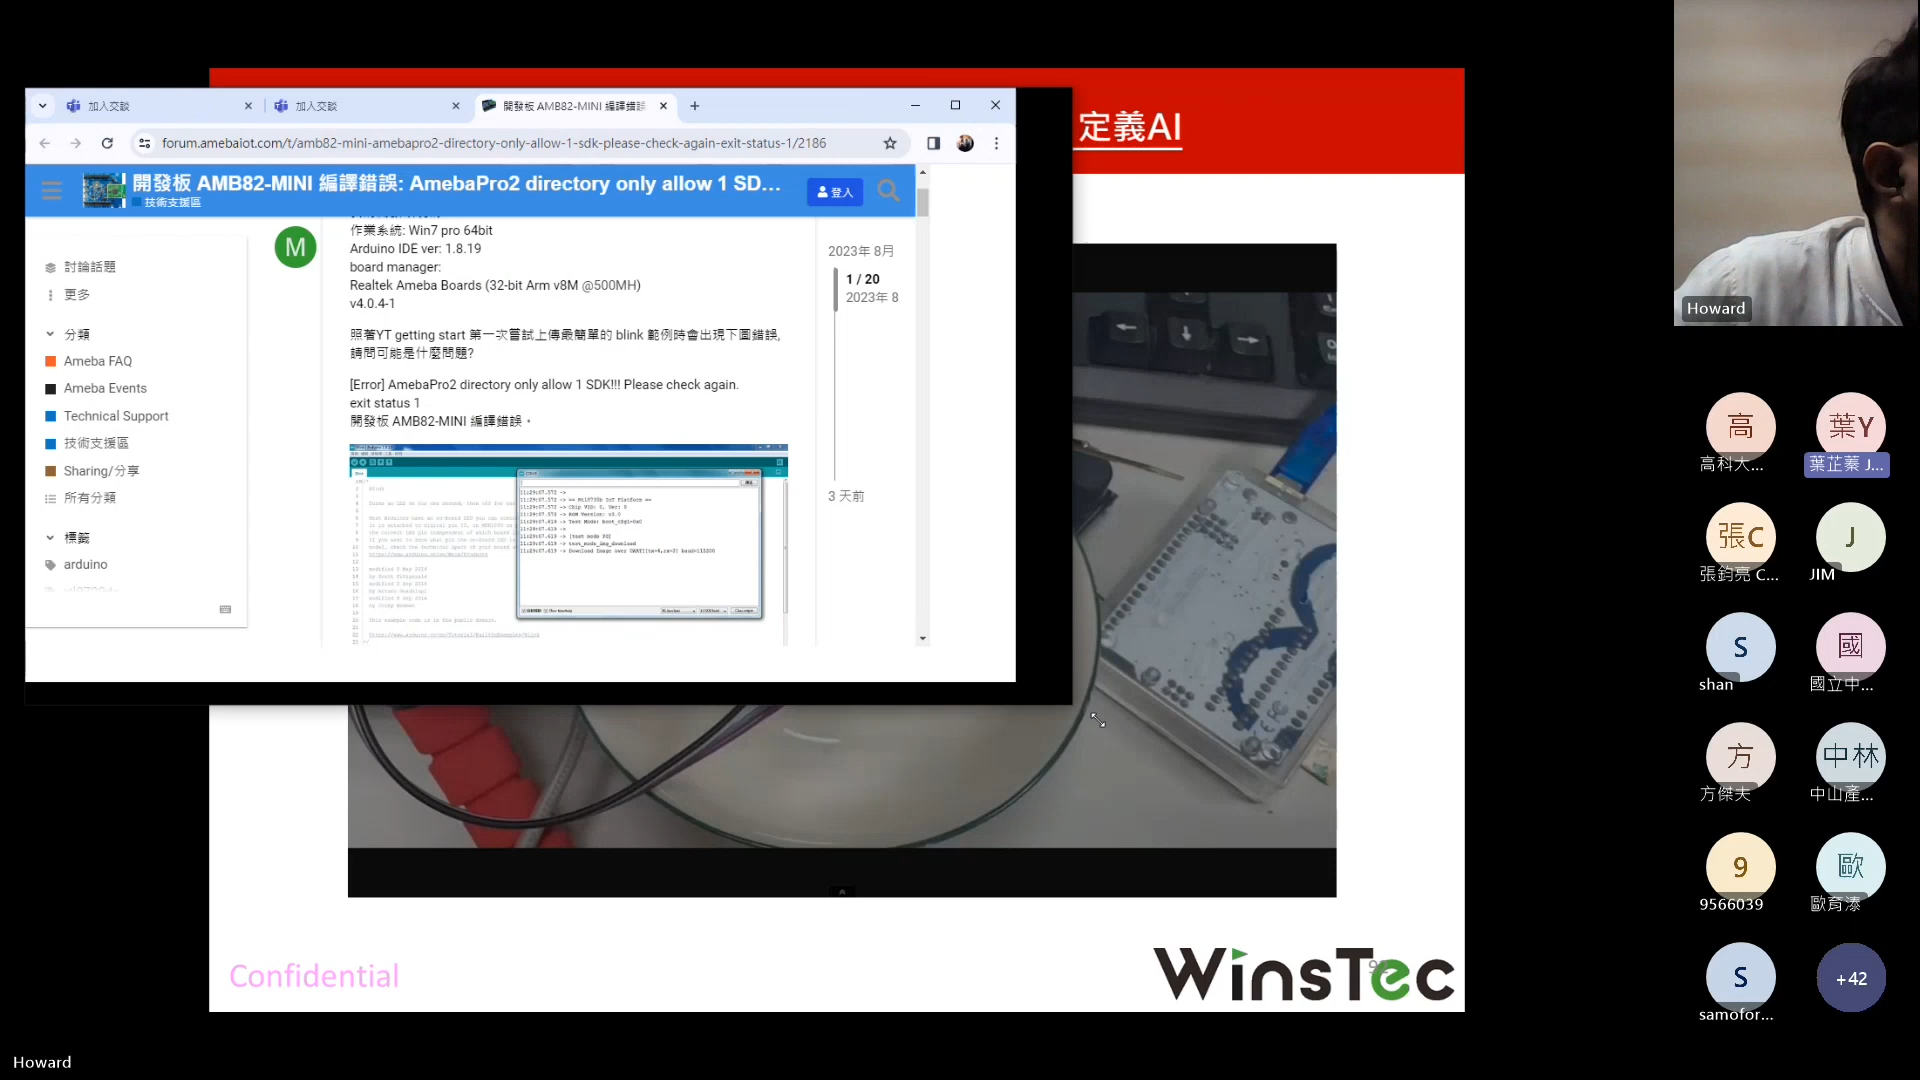 定義AI
加入交談
加入交談
開發板 AMB82-MINI 編譯錯誤
forum.amebaiot.com/t/amb82-mini-amebapro2-directory-only-allow-1-sdk-please-check-again-exit-status-1/2186
開發板 AMB82-MINI 編譯錯誤: AmebaPro2 directory only allow 1 SD...
技術支援區
登入
討論話題
更多
分類
Ameba FAQ
Ameba Events
Technical Support
技術支援區
Sharing/分享
所有分類
標籤
arduino
M
作業系統: Win7 pro 64bit
Arduino IDE ver: 1.8.19
board manager:
Realtek Ameba Boards (32-bit Arm v8M @500MH)
v4.0.4-1
照著YT getting start 第一次嘗試上傳最簡單的 blink 範例時會出現下圖錯誤,
請問可能是什麼問題?
[Error] AmebaPro2 directory only allow 1 SDK!!! Please check again.
exit status 1
開發板 AMB82-MINI 編譯錯誤。
2023年 8月
1 / 20
2023年 8
3 天前
Confidential
WinsTec
Howard
高
高科大...
葉Y
葉芷蓁 J...
張C
張鈞亮 C...
J
JIM
S
shan
國
國立中...
方
方傑夫
中林
中山產...
9
9566039
歐
歐育溙
S
samofor...
+42
Howard